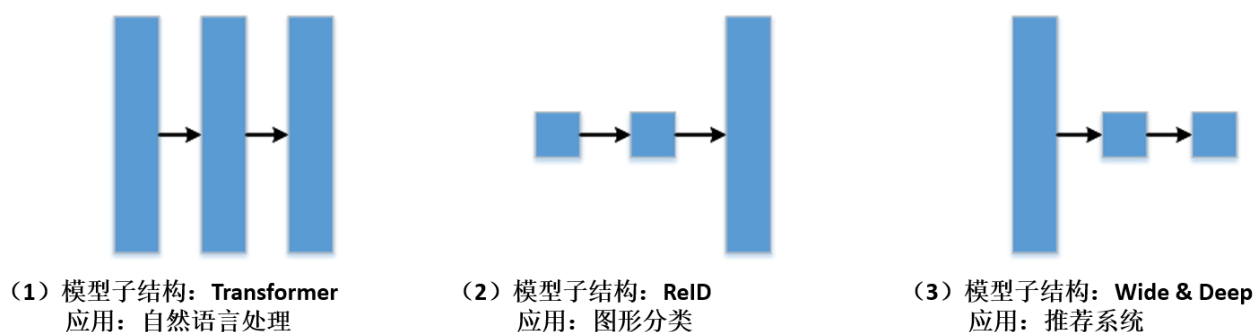 （1）模型子结构：Transformer
应用：自然语言处理
（2）模型子结构：ReID
应用：图形分类
（3）模型子结构：Wide & Deep
应用：推荐系统